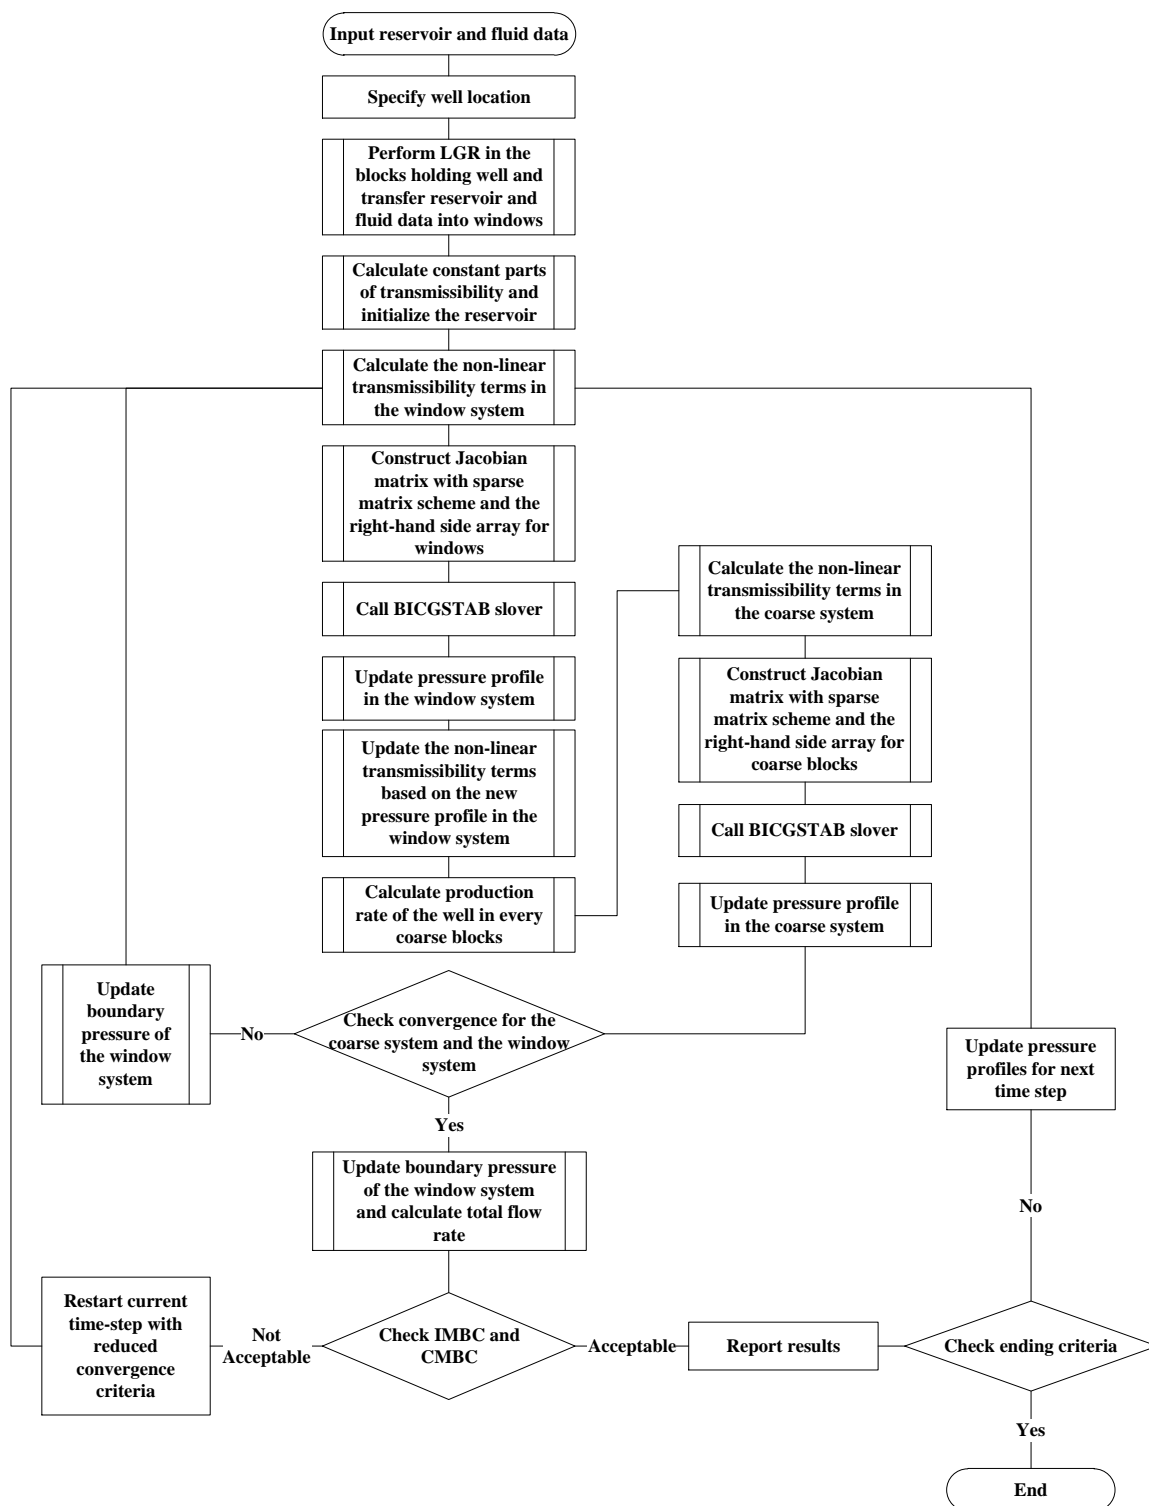 Input reservoir and fluid data
Specify well location
Perform LGR in the
blocks holding well and
transfer reservoir and
fluid data into windows
Calculate constant parts
of transmissibility and
initialize the reservoir
Calculate the non-linear
transmissibility terms
in the window system
Construct Jacobian
matrix with sparse
matrix scheme and the
right-hand side array for
windows
Call BICGSTAB slover
Update pressure profile
in the window system
Update the non-linear
transmissibility terms
based on the new
pressure profile in the
window system
Calculate production
rate of the well in every
coarse blocks
Calculate the non-linear
transmissibility terms in
the coarse system
Construct Jacobian
matrix with sparse
matrix scheme and the
right-hand side array for
coarse blocks
Call BICGSTAB slover
Update pressure profile
in the coarse system
Check convergence for the
coarse system and the window
system
No
Update
boundary
pressure of
the window
system
Yes
Update boundary pressure
of the window system
and calculate total flow
rate
Check IMBC and
CMBC
Not
Acceptable
Restart current
time-step with
reduced
convergence
criteria
Acceptable
Report results
Check ending criteria
No
Update pressure
profiles for next
time step
Yes
End